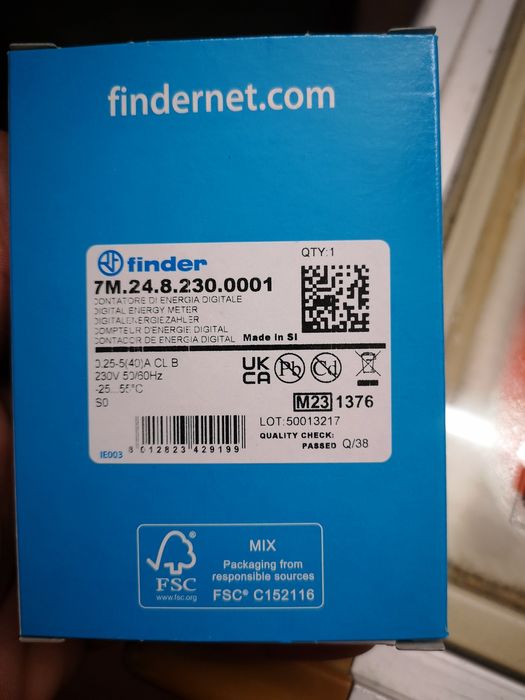 findernet.com
finder
QTY:1
7M.24.8.230.0001
CONTATORE DI ENERGIA DIGITALE
DIGITAL ENERGY METER
DIGITALENERGIEZÄHLER
COMPTEUR D'ENERGIE DIGITAL
CONTADOR DE ENERGIA DIGITAL
Made in SI
0.25-5(40)A CL B
230V 50/60Hz
-25...55°C
S0
UK
CA
Pb
Cd
M23 1376
LOT:50013217
QUALITY CHECK:
PASSED Q/38
IE003
8 012823 429199
FSC
www.fsc.org
MIX
Packaging from
responsible sources
FSC® C152116